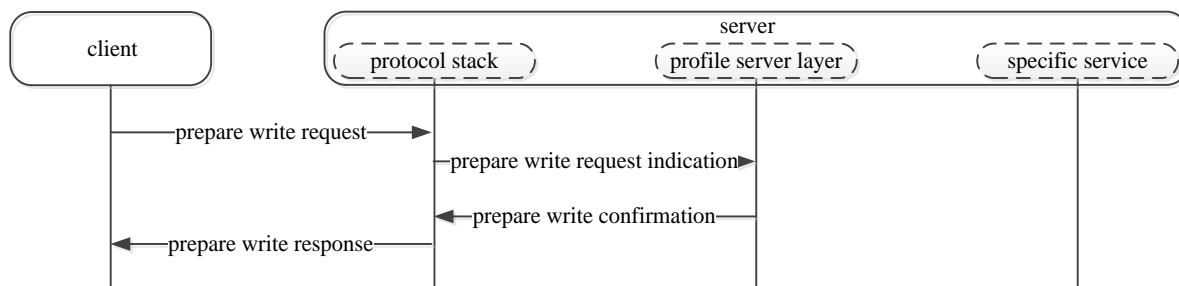 client
server
protocol stack
profile server layer
specific service
prepare write request
prepare write request indication
prepare write confirmation
prepare write response